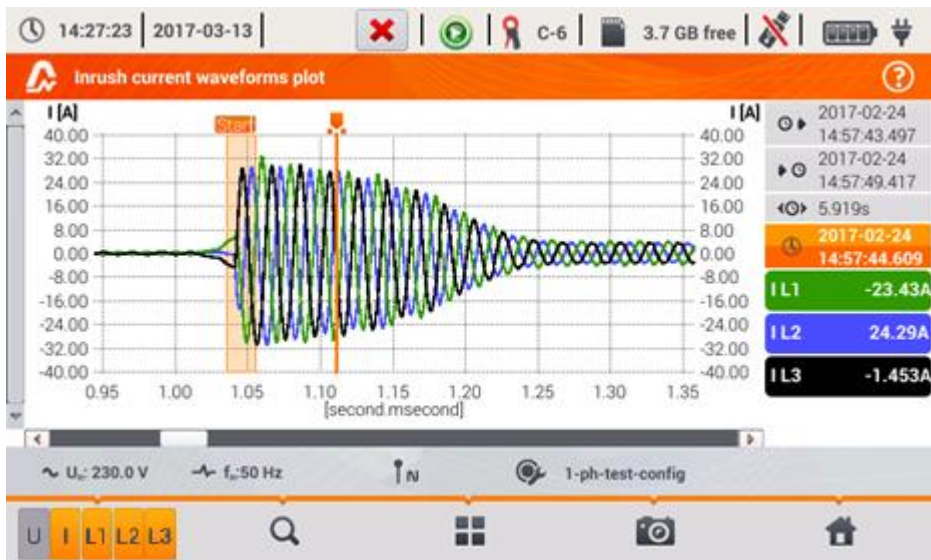 14:27:23 2017-03-13 C-6 3.7 GB free
Inrush current waveforms plot ?
I [A] Start I [A]
40.00 40.00
32.00 32.00
24.00 24.00
16.00 16.00
8.00 8.00
0.00 0.00
-8.00 -8.00
-16.00 -16.00
-24.00 -24.00
-32.00 -32.00
-40.00 -40.00
0.95 1.00 1.05 1.10 1.15 1.20 1.25 1.30 1.35
[second.msecond]
2017-02-24
14:57:43.497
2017-02-24
14:57:49.417
5.919s
2017-02-24
14:57:44.609
I L1 -23.43A
I L2 24.29A
I L3 -1.453A
Uₙ: 230.0 V fₙ:50 Hz N 1-ph-test-config
U I L1 L2 L3